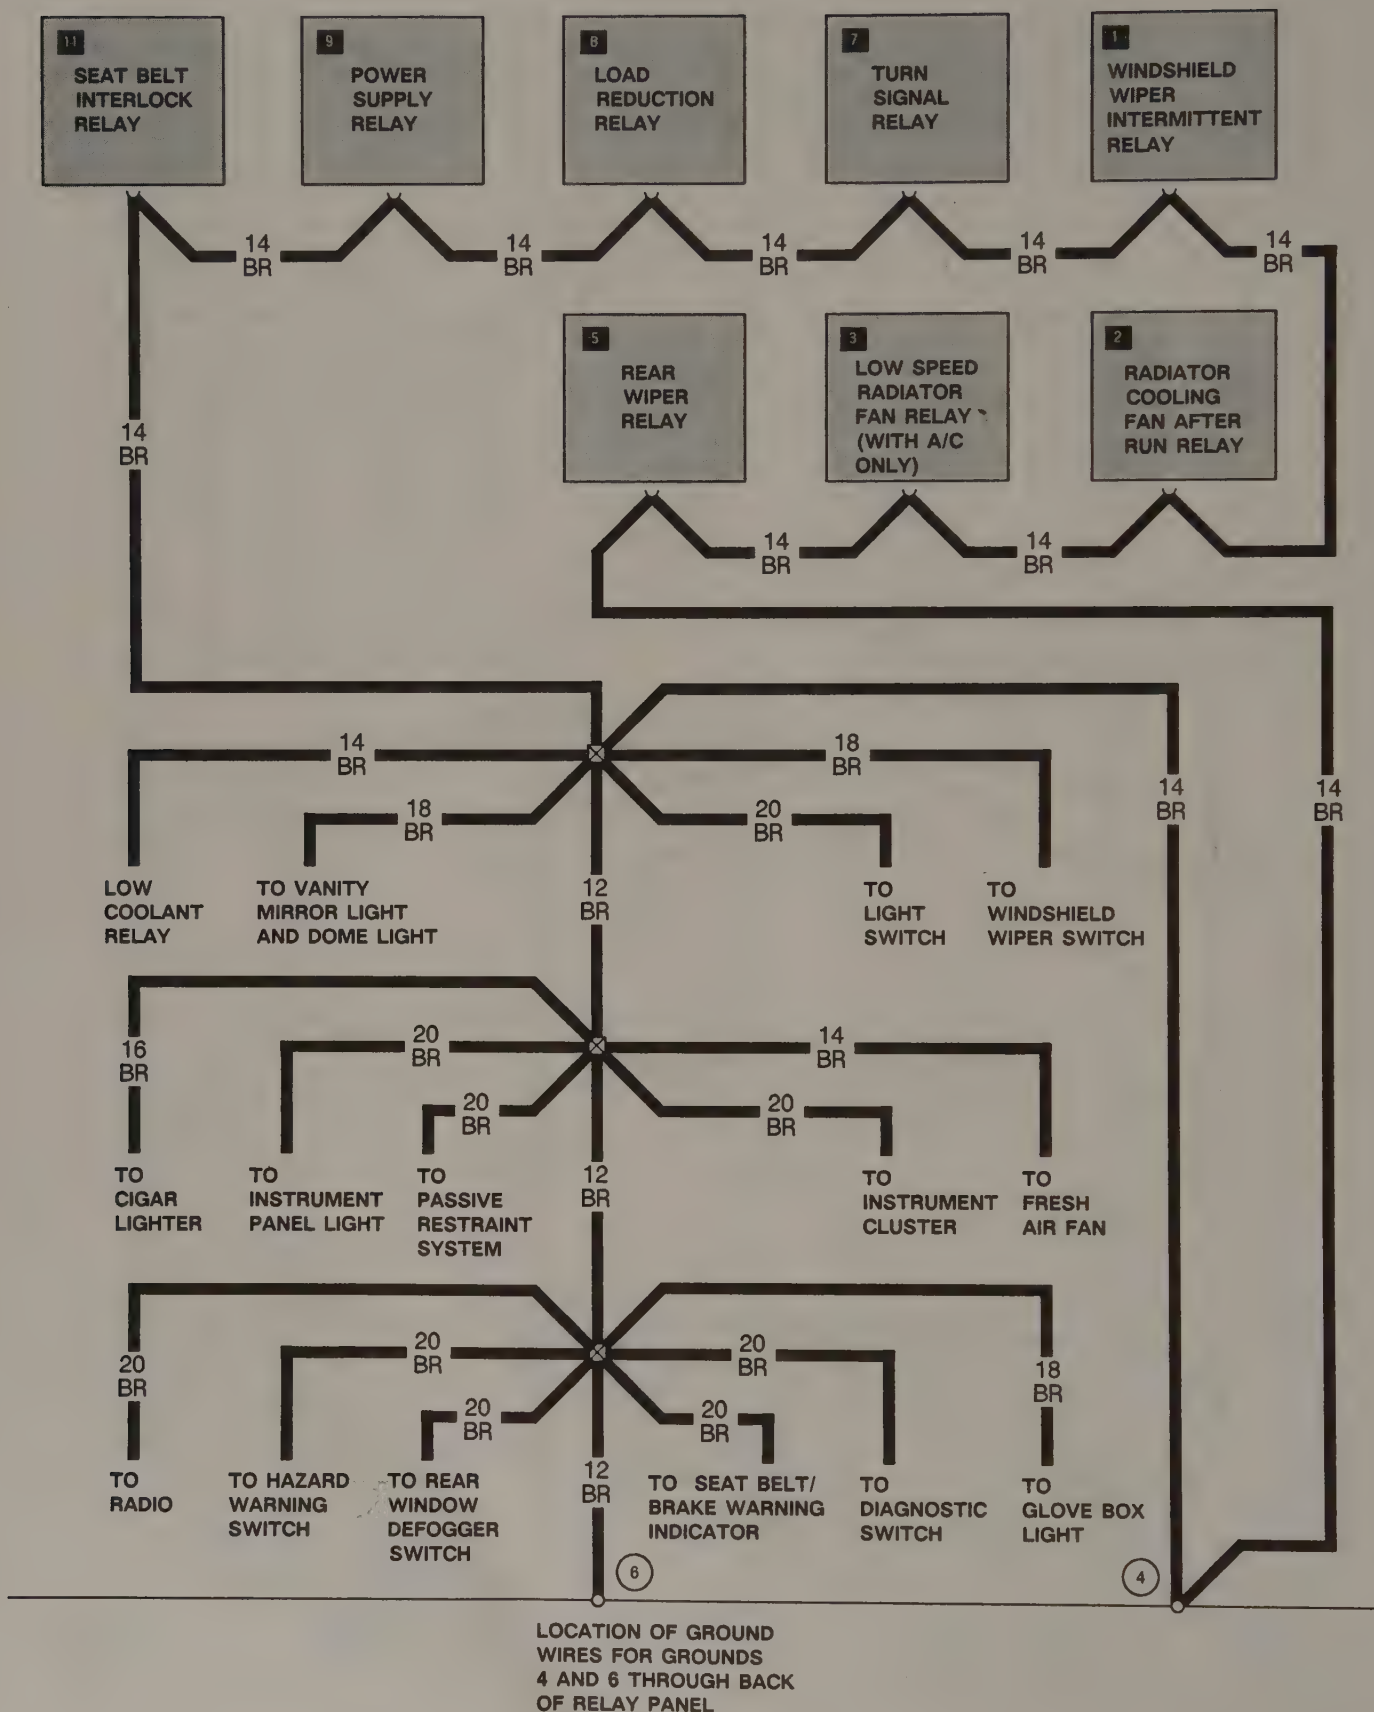 11
SEAT BELT
INTERLOCK
RELAY
9
POWER
SUPPLY
RELAY
8
LOAD
REDUCTION
RELAY
7
TURN
SIGNAL
RELAY
1
WINDSHIELD
WIPER
INTERMITTENT
RELAY
14
BR
14
BR
14
BR
14
BR
14
BR
5
REAR
WIPER
RELAY
3
LOW SPEED
RADIATOR
FAN RELAY
(WITH A/C
ONLY)
2
RADIATOR
COOLING
FAN AFTER
RUN RELAY
14
BR
14
BR
14
BR
14
BR
18
BR
18
BR
20
BR
14
BR
14
BR
LOW
COOLANT
RELAY
TO VANITY
MIRROR LIGHT
AND DOME LIGHT
12
BR
TO
LIGHT
SWITCH
TO
WINDSHIELD
WIPER SWITCH
16
BR
20
BR
14
BR
20
BR
20
BR
TO
CIGAR
LIGHTER
TO
INSTRUMENT
PANEL LIGHT
TO
PASSIVE
RESTRAINT
SYSTEM
12
BR
TO
INSTRUMENT
CLUSTER
TO
FRESH
AIR FAN
20
BR
20
BR
20
BR
18
BR
20
BR
20
BR
TO
RADIO
TO HAZARD
WARNING
SWITCH
TO REAR
WINDOW
DEFOGGER
SWITCH
12
BR
TO SEAT BELT/
BRAKE WARNING
INDICATOR
TO
DIAGNOSTIC
SWITCH
TO
GLOVE BOX
LIGHT
6
4
LOCATION OF GROUND
WIRES FOR GROUNDS
4 AND 6 THROUGH BACK
OF RELAY PANEL